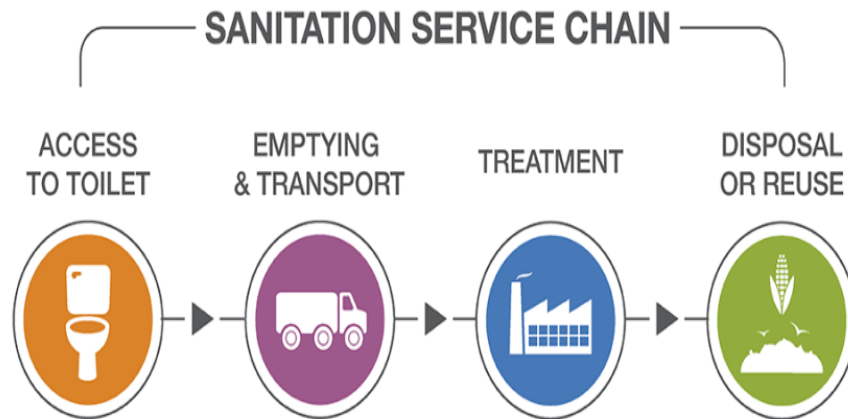 SANITATION SERVICE CHAIN
ACCESS
TO TOILET
EMPTYING
& TRANSPORT
TREATMENT
DISPOSAL
OR REUSE